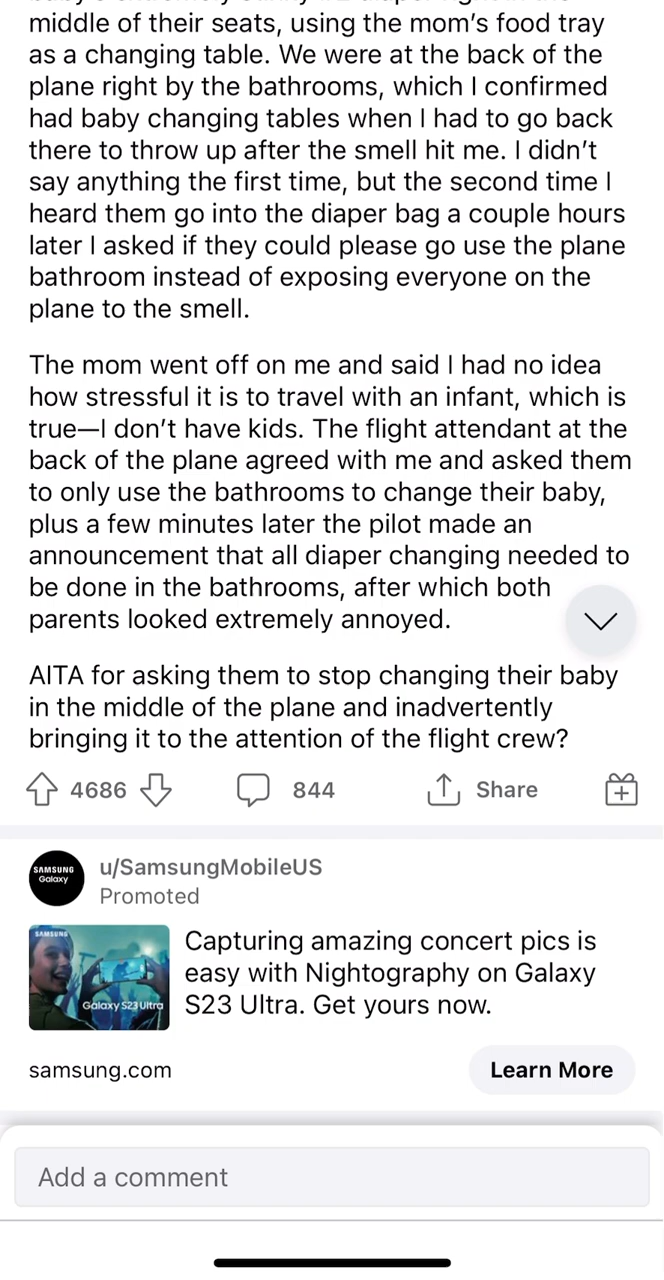 middle of their seats, using the mom’s food tray
as a changing table. We were at the back of the
plane right by the bathrooms, which I confirmed
had baby changing tables when I had to go back
there to throw up after the smell hit me. I didn’t
say anything the first time, but the second time I
heard them go into the diaper bag a couple hours
later I asked if they could please go use the plane
bathroom instead of exposing everyone on the
plane to the smell.
The mom went off on me and said I had no idea
how stressful it is to travel with an infant, which is
true—I don’t have kids. The flight attendant at the
back of the plane agreed with me and asked them
to only use the bathrooms to change their baby,
plus a few minutes later the pilot made an
announcement that all diaper changing needed to
be done in the bathrooms, after which both
parents looked extremely annoyed.
AITA for asking them to stop changing their baby
in the middle of the plane and inadvertently
bringing it to the attention of the flight crew?
4686 844 Share
SAMSUNG
Galaxy
u/SamsungMobileUS
Promoted
SAMSUNG
Galaxy S23 Ultra
Capturing amazing concert pics is
easy with Nightography on Galaxy
S23 Ultra. Get yours now.
samsung.com Learn More
Add a comment